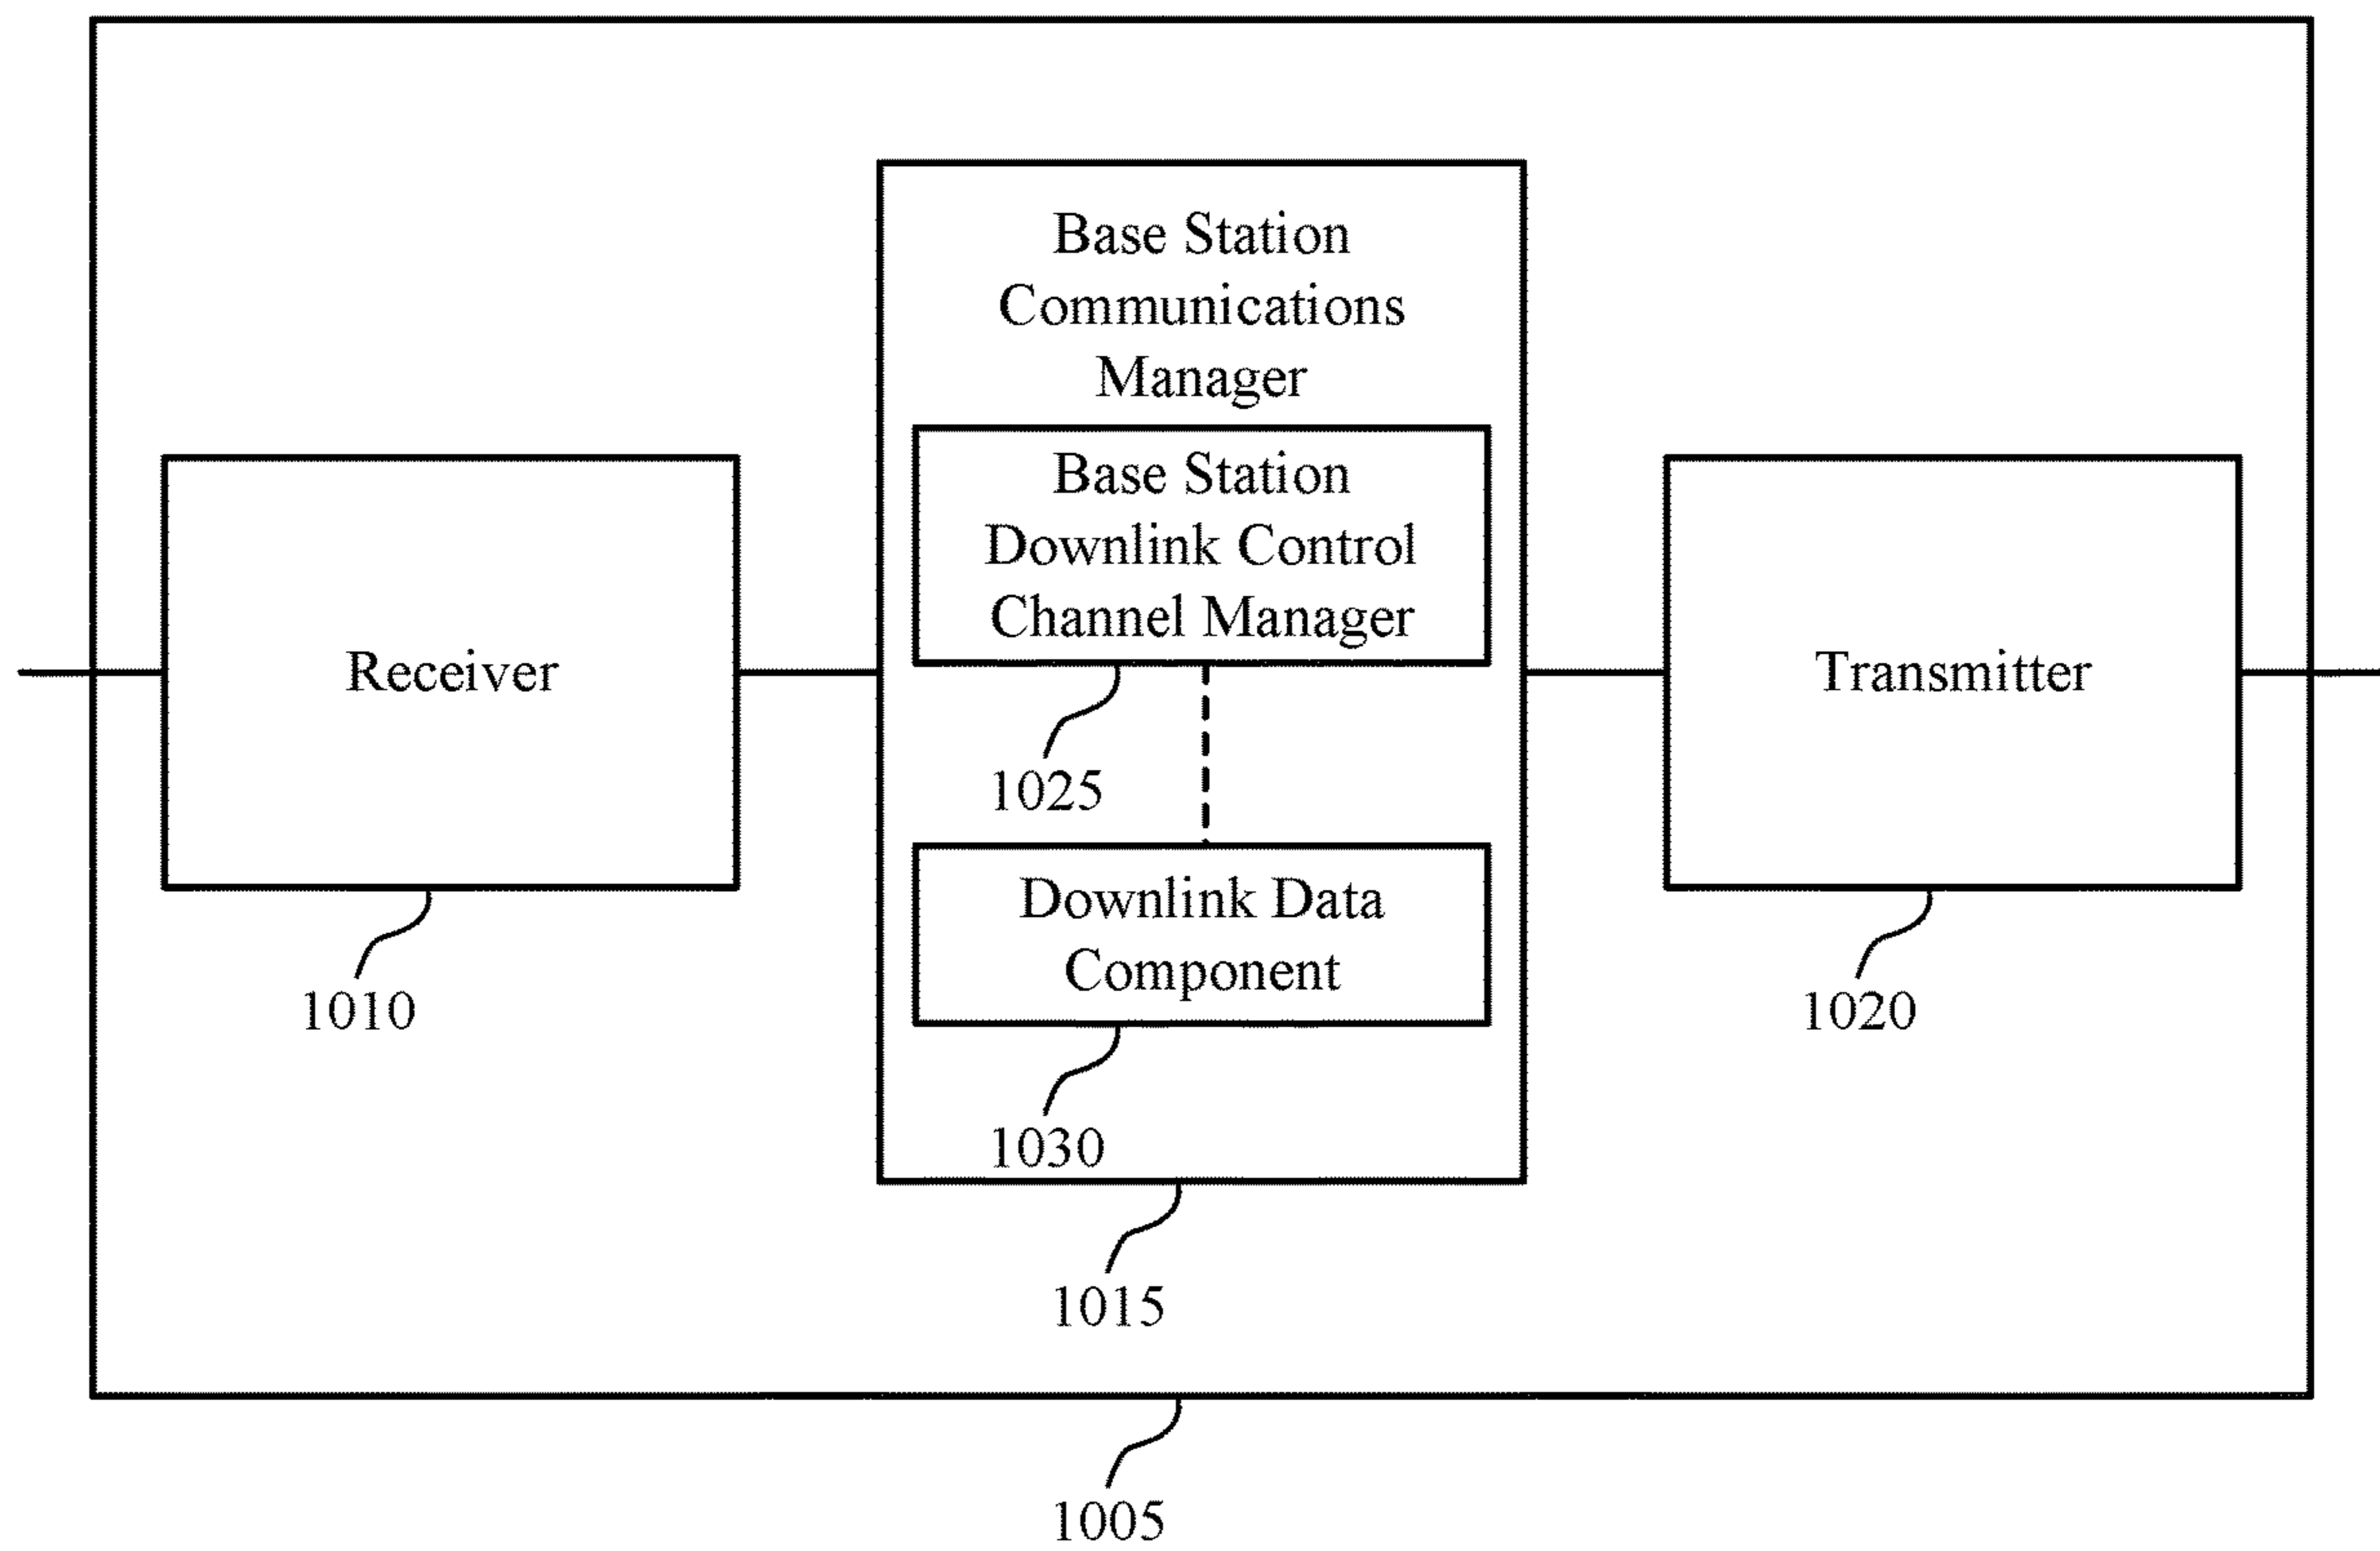 Base Station
Communications
Manager
Base Station
Downlink Control
Channel Manager
Receiver
Transmitter
1025
Downlink Data
Component
1010
1020
1030
1015
1005